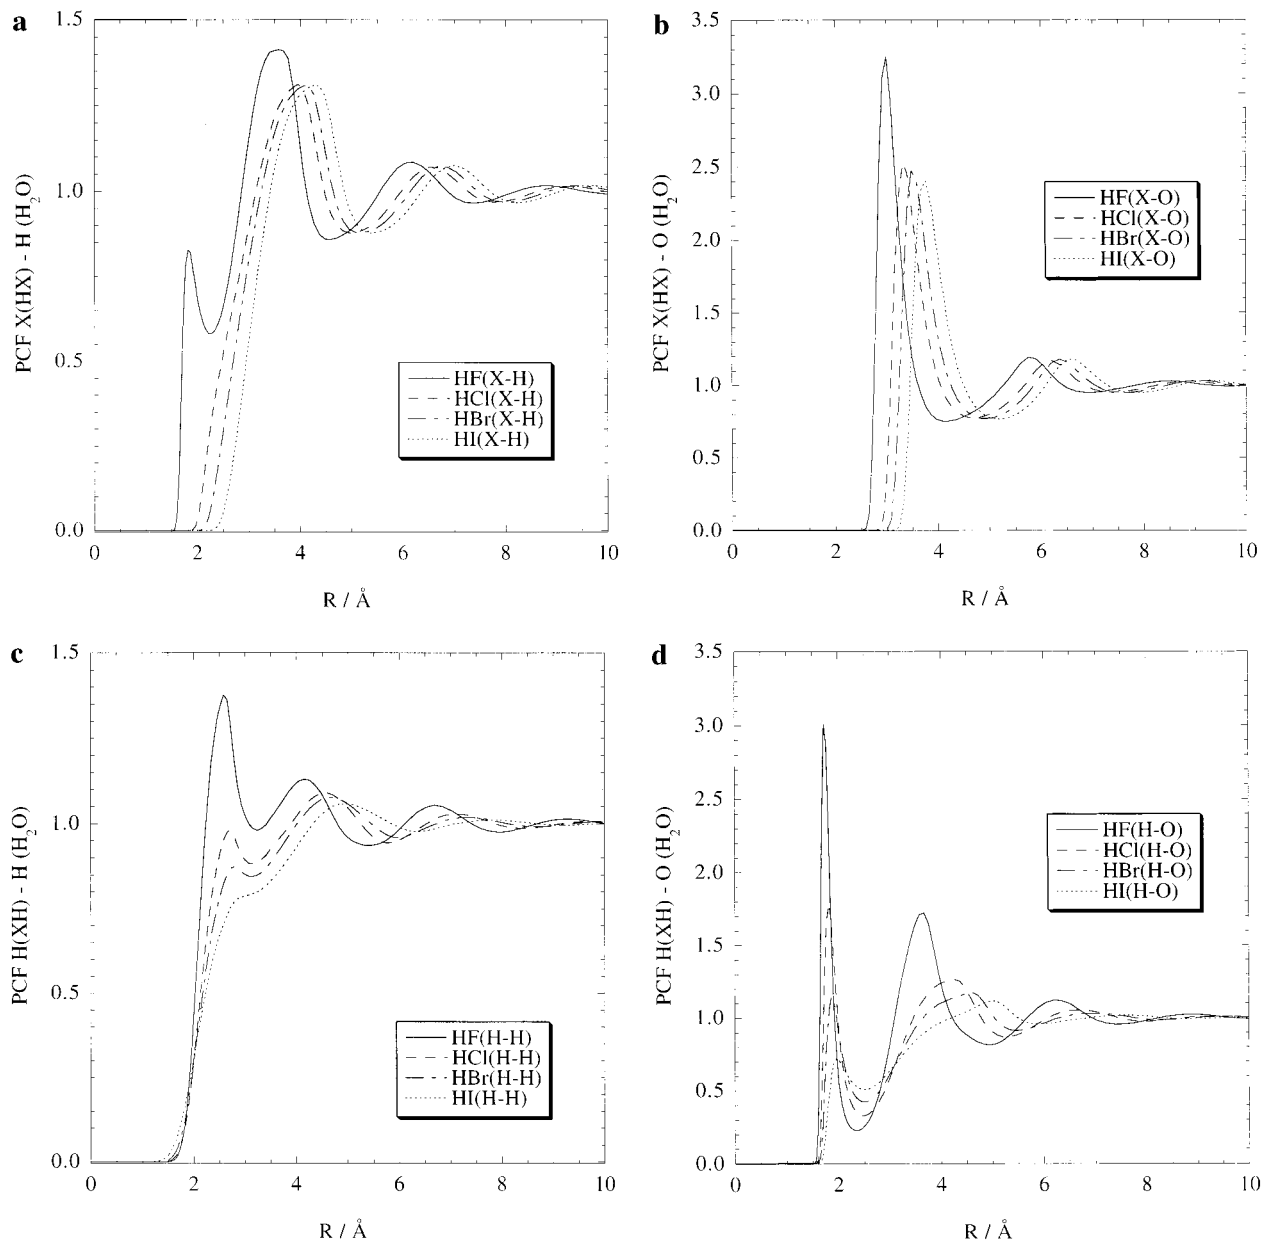 a
1.5
1.0
0.5
0.0
PCF X(HX) - H (H2O)
HF(X-H)
HCl(X-H)
HBr(X-H)
HI(X-H)
0 2 4 6 8 10
R / Å
b
3.5
3.0
2.5
2.0
1.5
1.0
0.5
0.0
PCF X(HX) - O (H2O)
HF(X-O)
HCl(X-O)
HBr(X-O)
HI(X-O)
0 2 4 6 8 10
R / Å
c
1.5
1.0
0.5
0.0
PCF H(XH) - H (H2O)
HF(H-H)
HCl(H-H)
HBr(H-H)
HI(H-H)
0 2 4 6 8 10
R / Å
d
3.5
3.0
2.5
2.0
1.5
1.0
0.5
0.0
PCF H(XH) - O (H2O)
HF(H-O)
HCl(H-O)
HBr(H-O)
HI(H-O)
0 2 4 6 8 10
R / Å